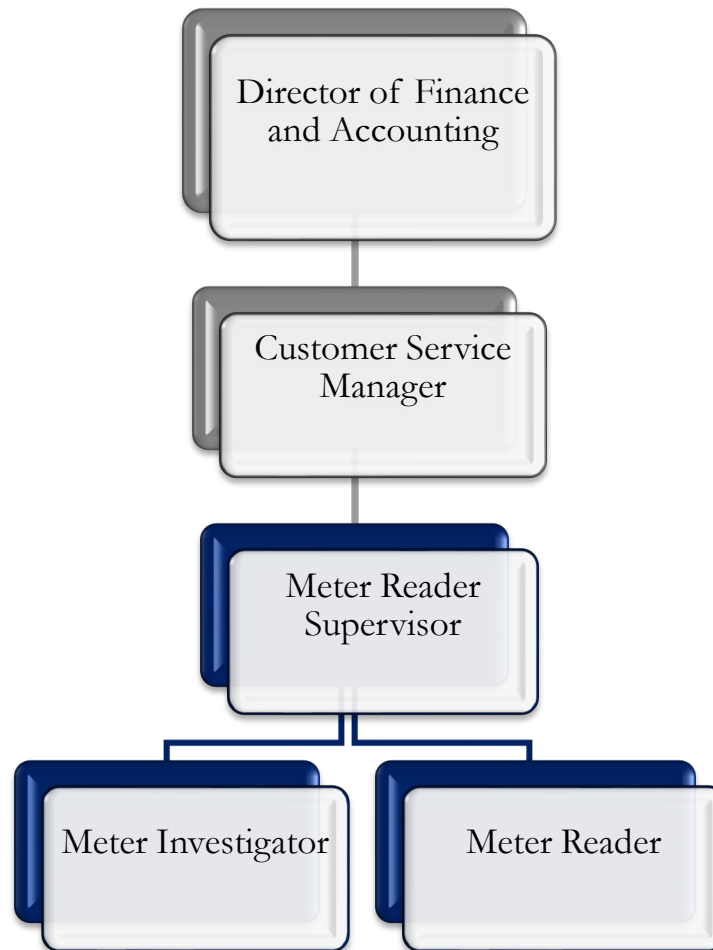 Director of Finance
and Accounting
Customer Service
Manager
Meter Reader
Supervisor
Meter Investigator
Meter Reader